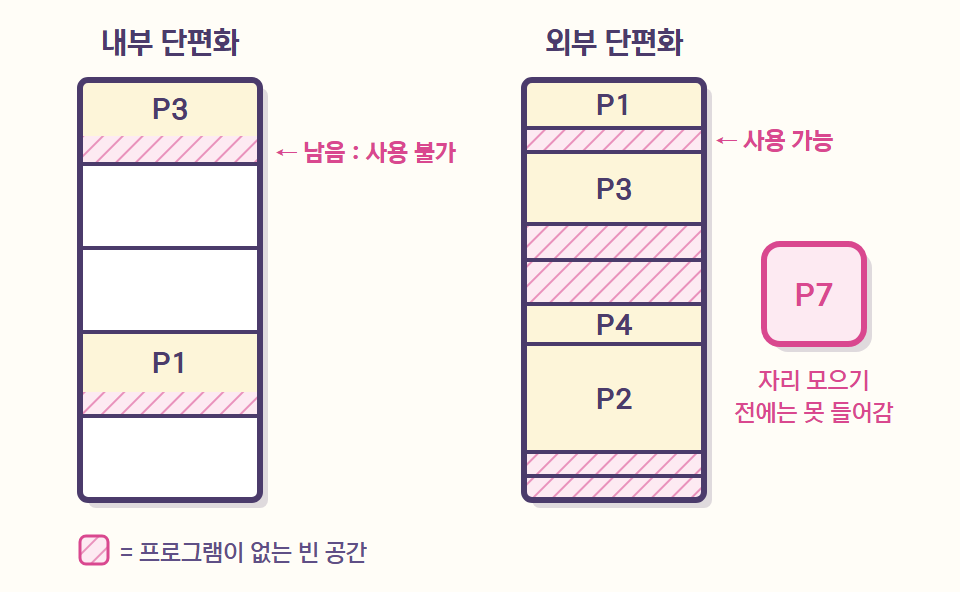 내부 단편화
P3
← 남음 : 사용 불가
P1
외부 단편화
P1
← 사용 가능
P3
P4
P2
P7
자리 모으기
전에는 못 들어감
= 프로그램이 없는 빈 공간